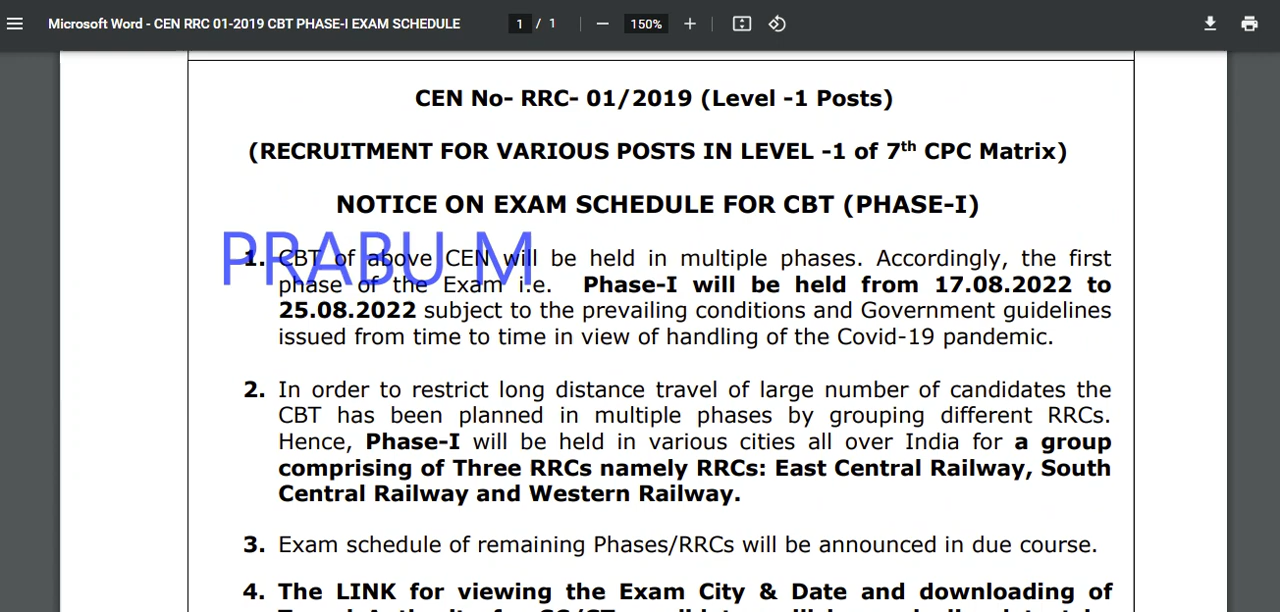 Microsoft Word - CEN RRC 01-2019 CBT PHASE-I EXAM SCHEDULE 1 / 1 150%
CEN No- RRC- 01/2019 (Level -1 Posts)
(RECRUITMENT FOR VARIOUS POSTS IN LEVEL -1 of 7th CPC Matrix)
NOTICE ON EXAM SCHEDULE FOR CBT (PHASE-I)
PRABU M
1. CBT of above CEN will be held in multiple phases. Accordingly, the first
phase of the Exam i.e. Phase-I will be held from 17.08.2022 to
25.08.2022 subject to the prevailing conditions and Government guidelines
issued from time to time in view of handling of the Covid-19 pandemic.
2. In order to restrict long distance travel of large number of candidates the
CBT has been planned in multiple phases by grouping different RRCs.
Hence, Phase-I will be held in various cities all over India for a group
comprising of Three RRCs namely RRCs: East Central Railway, South
Central Railway and Western Railway.
3. Exam schedule of remaining Phases/RRCs will be announced in due course.
4. The LINK for viewing the Exam City & Date and downloading of